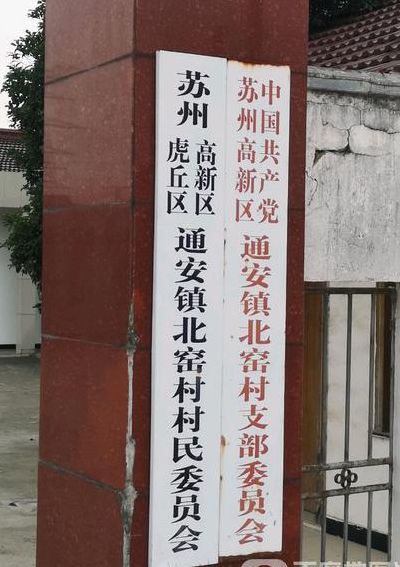 中国共产党
苏州高新区
通安镇北窑村支部委员会
苏州
高新区
虎丘区
通安镇北窑村村民委员会